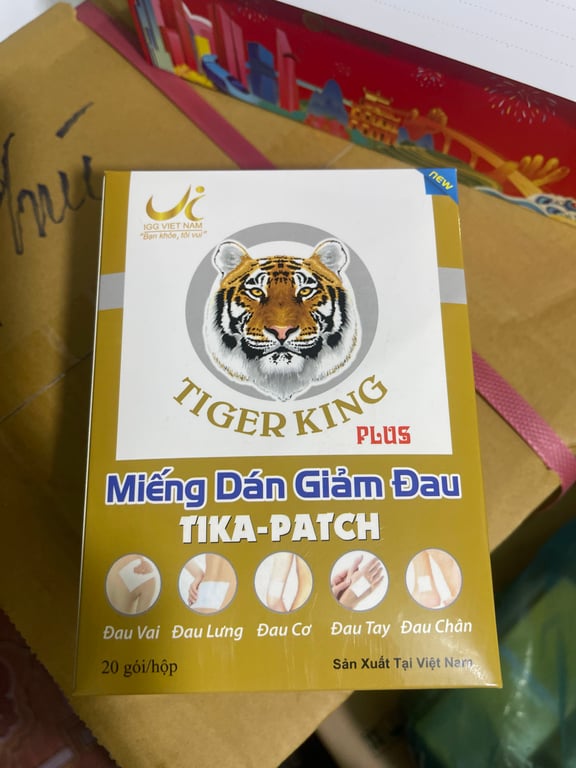 new
IGG VIET NAM
"Bạn khỏe, tôi vui"
TIGER KING
PLUS
Miếng Dán Giảm Đau
TIKA-PATCH
Đau Vai Đau Lưng Đau Cơ Đau Tay Đau Chân
20 gói/hộp
Sản Xuất Tại Việt Nam